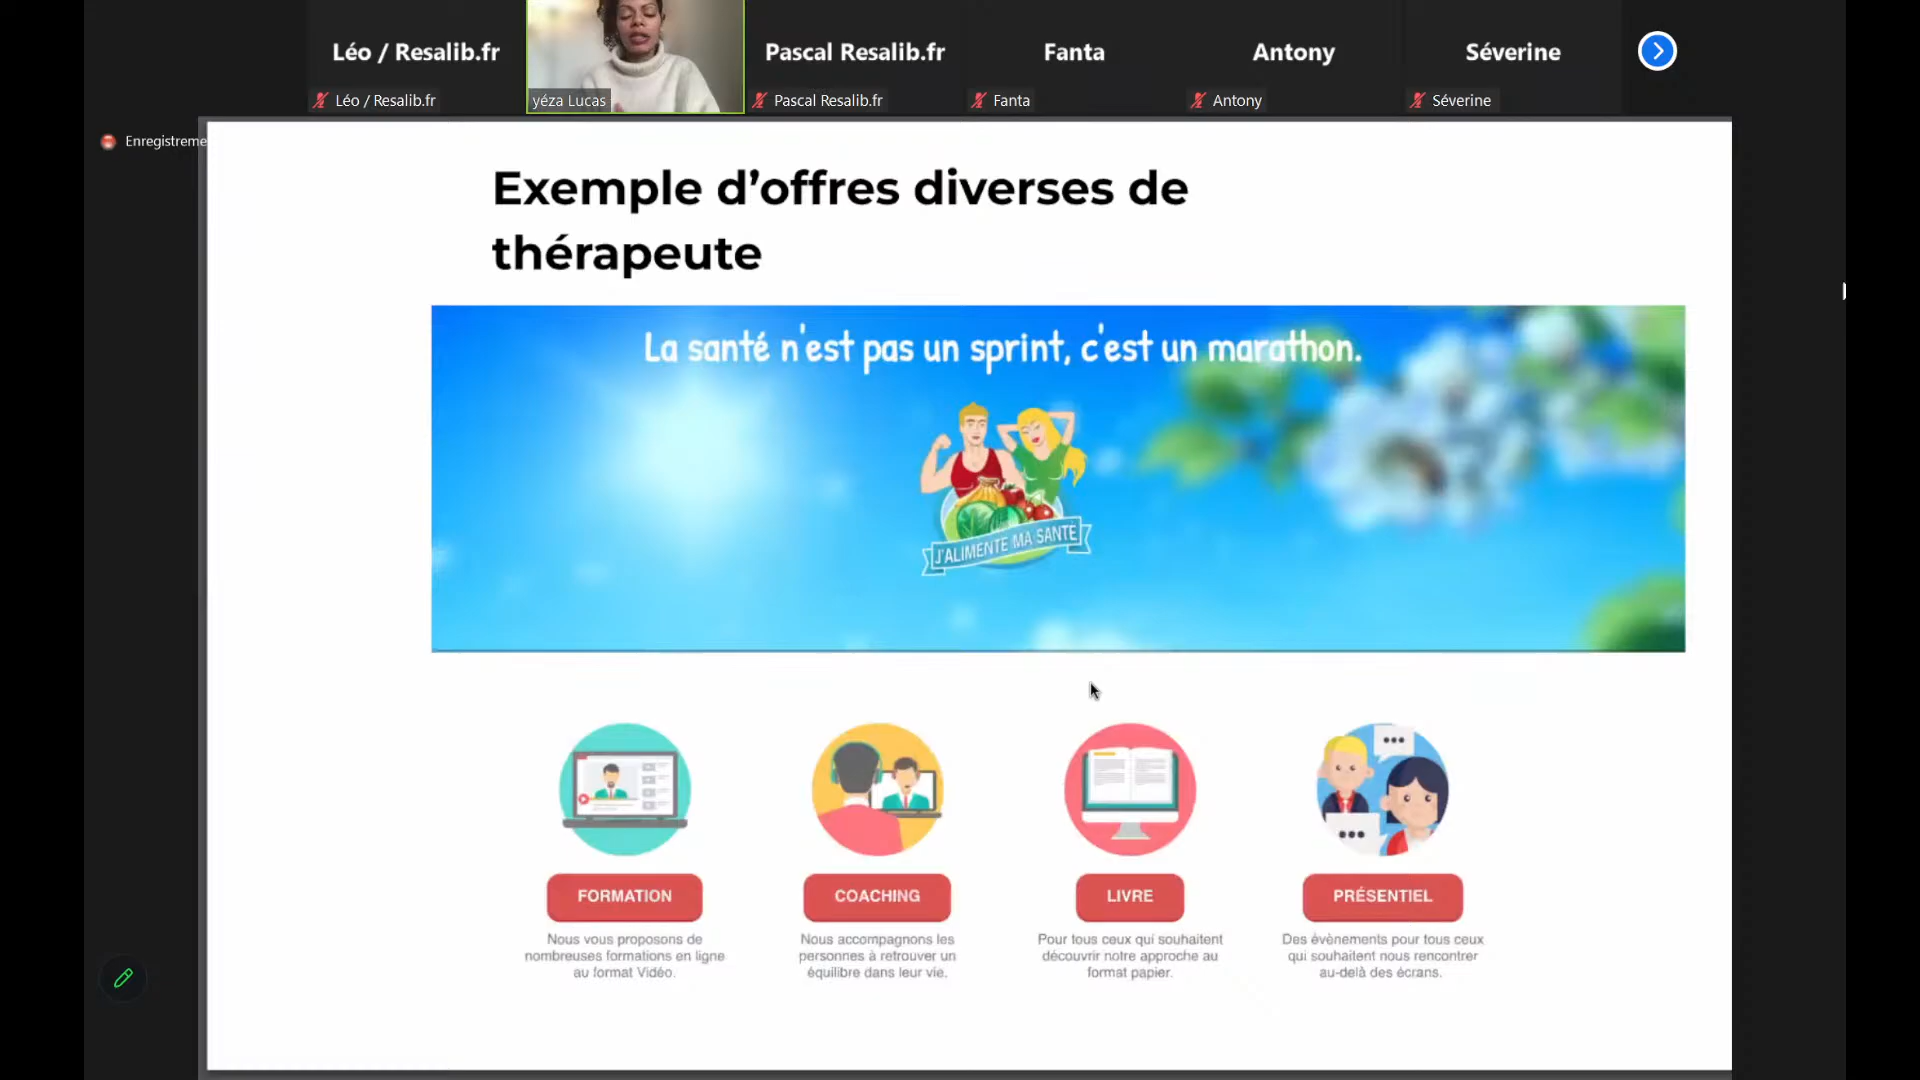 Léo / Resalib.fr
Pascal Resalib.fr
Fanta
Antony
Séverine
Léo / Resalib.fr
yéza Lucas
Pascal Resalib.fr
Fanta
Antony
Séverine
Enregistreme
Exemple d’offres diverses de
thérapeute
La santé n'est pas un sprint, c'est un marathon.
J'ALIMENTE MA SANTÉ
FORMATION
Nous vous proposons de
nombreuses formations en ligne
au format Vidéo.
COACHING
Nous accompagnons les
personnes à retrouver un
équilibre dans leur vie.
LIVRE
Pour tous ceux qui souhaitent
découvrir notre approche au
format papier.
PRÉSENTIEL
Des évènements pour tous ceux
qui souhaitent nous rencontrer
au-delà des écrans.